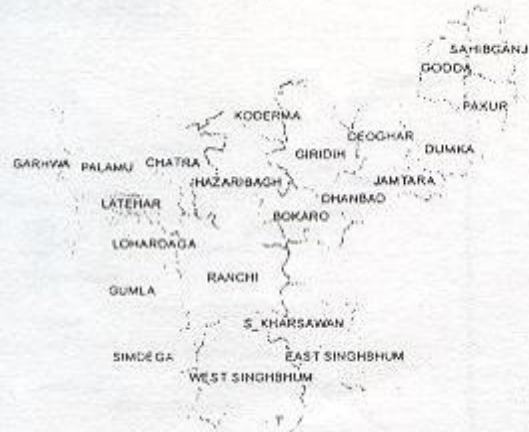 SAHIBGANJ
GODDA
PAKUR
KODERMA
DEOGHAR
DUMKA
GIRIDIH
GARHWA
PALAMU
CHATRA
HAZARIBAGH
JAMTARA
DHANBAD
LATEHAR
BOKARO
LOHARDAGA
RANCHI
GUMLA
S_KHARSAWAN
SIMDEGA
EAST SINGHBHUM
WEST SINGHBHUM